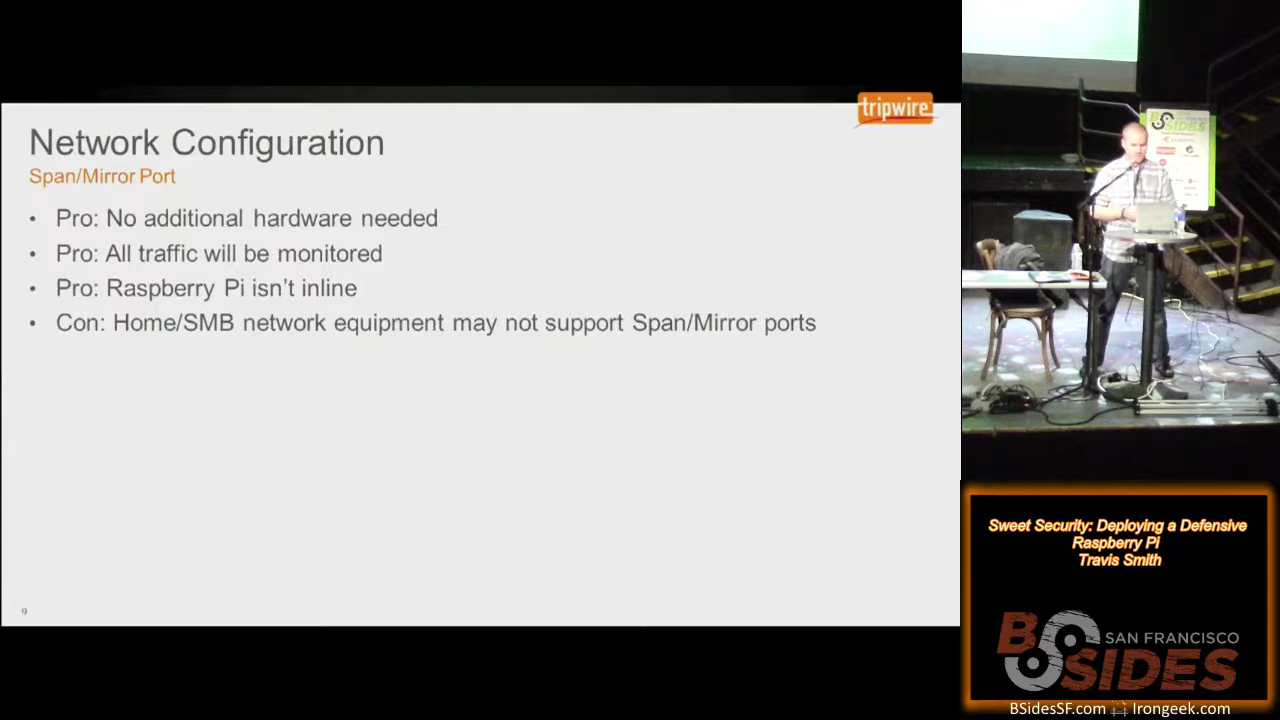 tripwire
Network Configuration
Span/Mirror Port
• Pro: No additional hardware needed
• Pro: All traffic will be monitored
• Pro: Raspberry Pi isn't inline
• Con: Home/SMB network equipment may not support Span/Mirror ports
9
BSIDES
Sweet Security: Deploying a Defensive
Raspberry Pi
Travis Smith
BSIDES
SAN FRANCISCO
BSidesSF.com
Irongeek.com